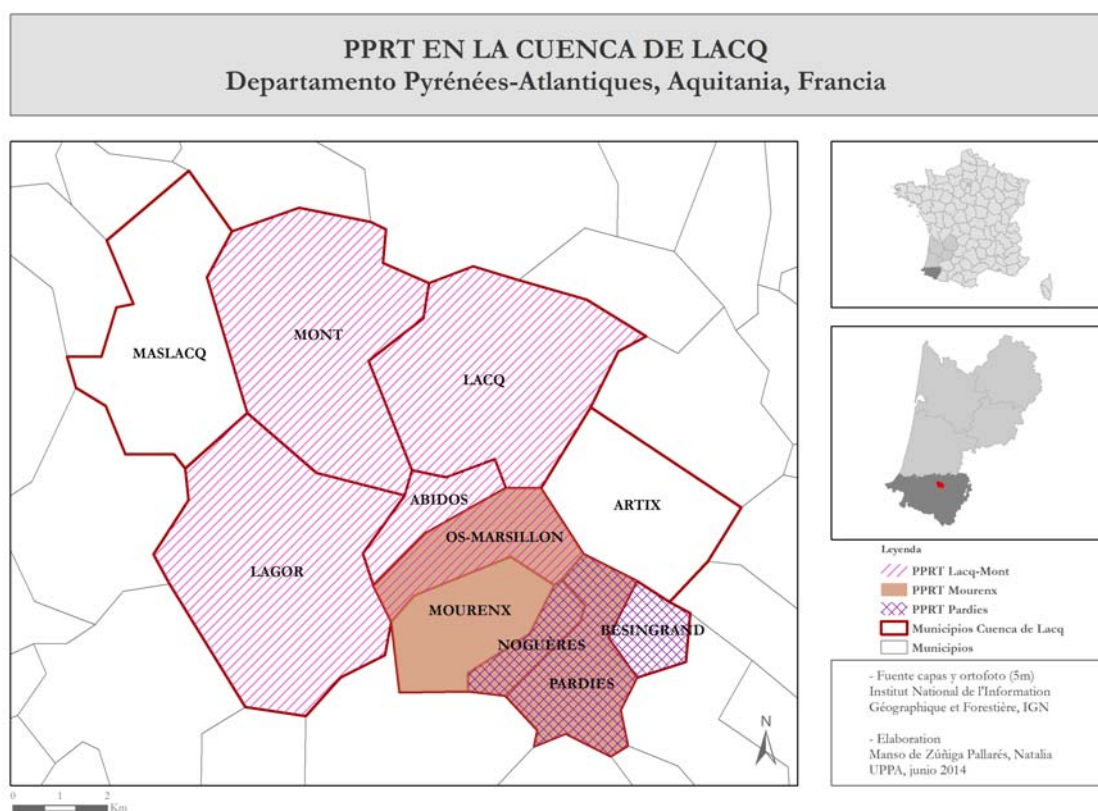 PPRT EN LA CUENCA DE LACQ
Departamento Pyrénées-Atlantiques, Aquitania, Francia
MONT
MASLACQ
LACQ
ABIDOS
ARTIX
OS-MARSILLON
LAGOR
MOURENX
BÉSINGRAND
NOGUÈRES
PARDIES
N
0 1 2
Km
Leyenda
PPRT Lacq-Mont
PPRT Mourenx
PPRT Pardies
Municipios Cuenca de Lacq
Municipios
- Fuente capas y ortofoto (5m)
Institut National de l'Information
Géographique et Forestière, IGN
- Elaboration
Manso de Zúñiga Pallarés, Natalia
UPPA, junio 2014